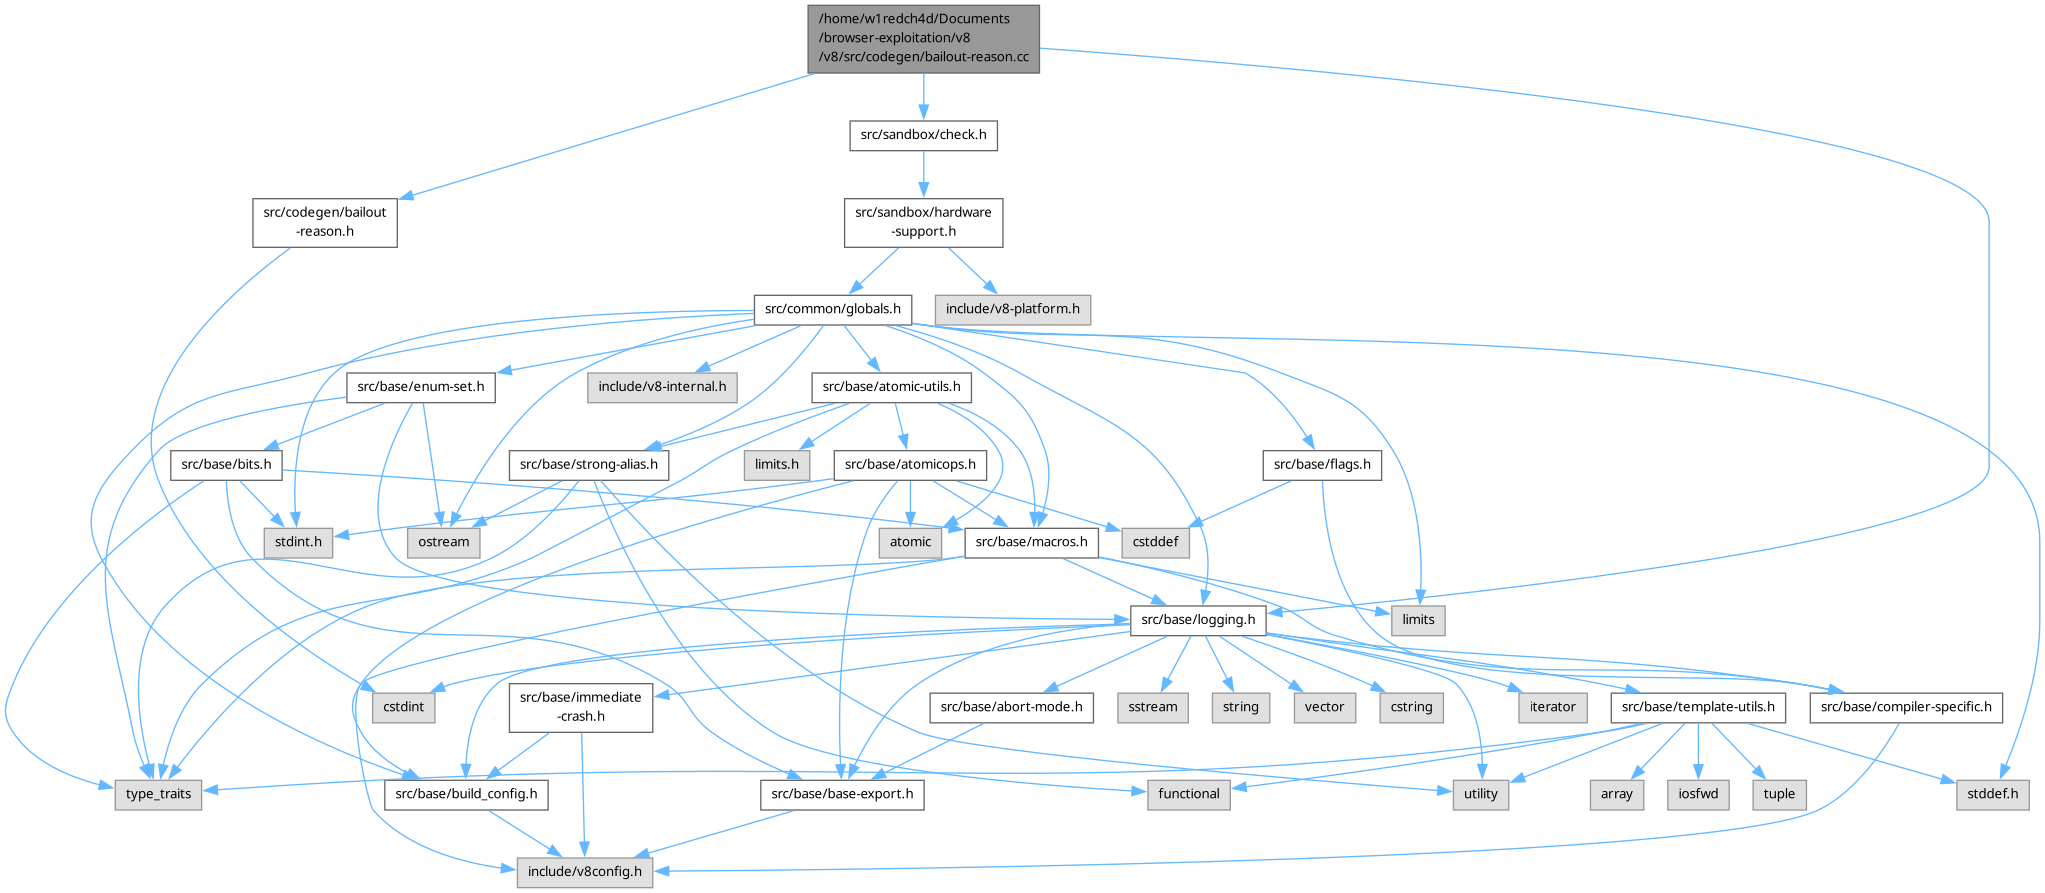 /home/w1redch4d/Documents
/browser-exploitation/v8
/v8/src/codegen/bailout-reason.cc
src/sandbox/check.h
src/codegen/bailout
-reason.h
src/sandbox/hardware
-support.h
src/common/globals.h
include/v8-platform.h
src/base/enum-set.h
include/v8-internal.h
src/base/atomic-utils.h
src/base/bits.h
src/base/strong-alias.h
limits.h
src/base/atomicops.h
src/base/flags.h
stdint.h
ostream
atomic
src/base/macros.h
cstddef
src/base/logging.h
limits
cstdint
src/base/immediate
-crash.h
src/base/abort-mode.h
sstream
string
vector
cstring
iterator
src/base/template-utils.h
src/base/compiler-specific.h
type_traits
src/base/build_config.h
src/base/base-export.h
functional
utility
array
iosfwd
tuple
stddef.h
include/v8config.h